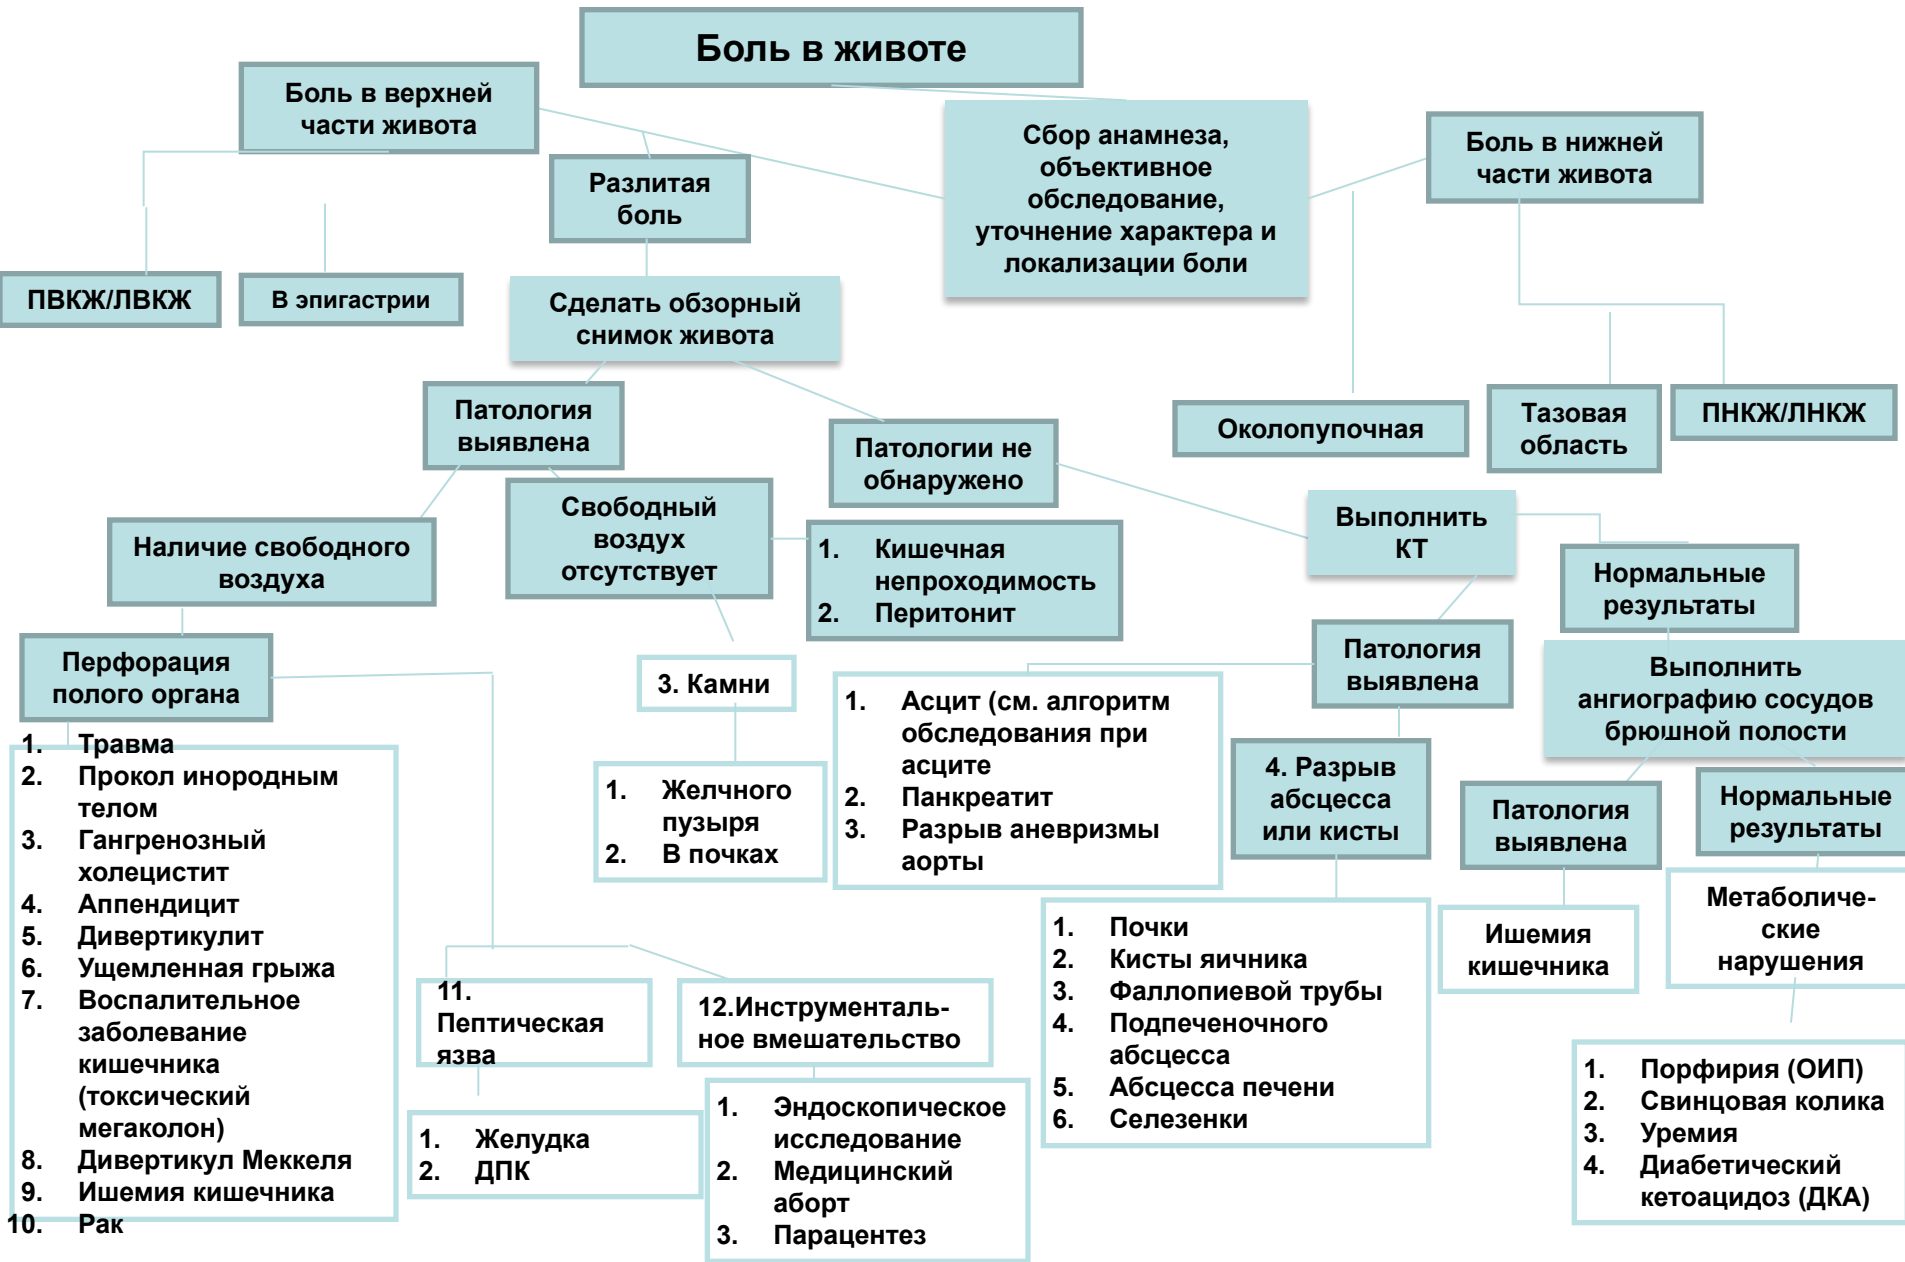 Боль в животе
Боль в верхней
части живота
Сбор анамнеза,
объективное
обследование,
уточнение характера и
локализации боли
Боль в нижней
части живота
Разлитая
боль
ПВКЖ/ЛВКЖ
В эпигастрии
Сделать обзорный
снимок живота
Патология
выявлена
Патологии не
обнаружено
Околопупочная
Тазовая
область
ПНКЖ/ЛНКЖ
Наличие свободного
воздуха
Свободный
воздух
отсутствует
1. Кишечная
непроходимость
2. Перитонит
Выполнить
КТ
Нормальные
результаты
Перфорация
полого органа
3. Камни
Патология
выявлена
Выполнить
ангиографию сосудов
брюшной полости
1. Травма
2. Прокол инородным
телом
3. Гангренозный
холецистит
4. Аппендицит
5. Дивертикулит
6. Ущемленная грыжа
7. Воспалительное
заболевание
кишечника
(токсический
мегаколон)
8. Дивертикул Меккеля
9. Ишемия кишечника
10. Рак
1. Желчного
пузыря
2. В почках
1. Асцит (см. алгоритм
обследования при
асците
2. Панкреатит
3. Разрыв аневризмы
аорты
4. Разрыв
абсцесса
или кисты
Патология
выявлена
Нормальные
результаты
11.
Пептическая
язва
12.Инструменталь-
ное вмешательство
1. Почки
2. Кисты яичника
3. Фаллопиевой трубы
4. Подпеченочного
абсцесса
5. Абсцесса печени
6. Селезенки
Ишемия
кишечника
Метаболиче-
ские
нарушения
1. Желудка
2. ДПК
1. Эндоскопическое
исследование
2. Медицинский
аборт
3. Парацентез
1. Порфирия (ОИП)
2. Свинцовая колика
3. Уремия
4. Диабетический
кетоацидоз (ДКА)